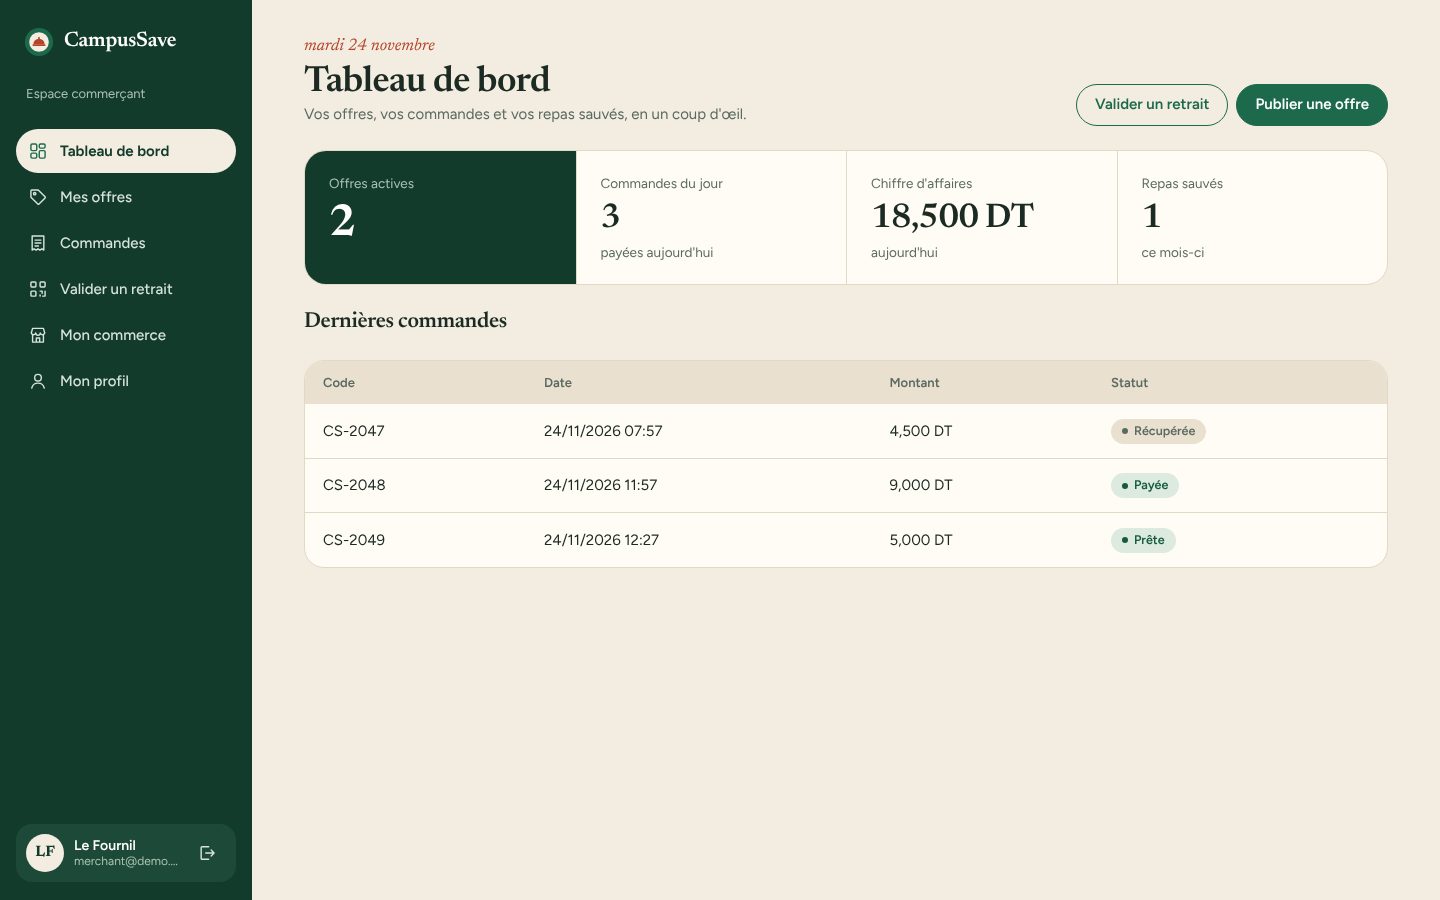 CampusSave
Espace commerçant
Tableau de bord
Mes offres
Commandes
Valider un retrait
Mon commerce
Mon profil
LF
Le Fournil
merchant@demo....
mardi 24 novembre
Tableau de bord
Vos offres, vos commandes et vos repas sauvés, en un coup d'œil.
Valider un retrait
Publier une offre
Offres actives
2
Commandes du jour
3
payées aujourd'hui
Chiffre d'affaires
18,500 DT
aujourd'hui
Repas sauvés
1
ce mois-ci
Dernières commandes
Code Date Montant Statut
CS-2047 24/11/2026 07:57 4,500 DT Récupérée
CS-2048 24/11/2026 11:57 9,000 DT Payée
CS-2049 24/11/2026 12:27 5,000 DT Prête